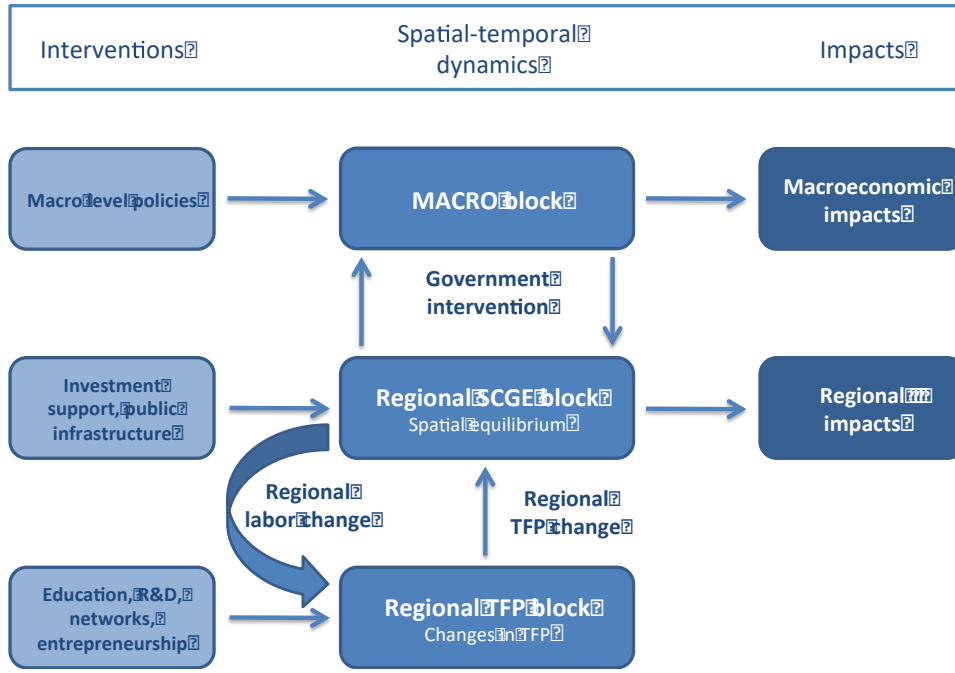 Interventions
Spatial-temporal
dynamics
Impacts
Macro level policies
MACRO block
Macroeconomic
impacts
Government
intervention
Investment
support, public
infrastructure
Regional SCGE block
Spatial equilibrium
Regional
impacts
Regional
labor change
Regional
TFP change
Education, R&D,
networks,
entrepreneurship
Regional TFP block
Changes in TFP